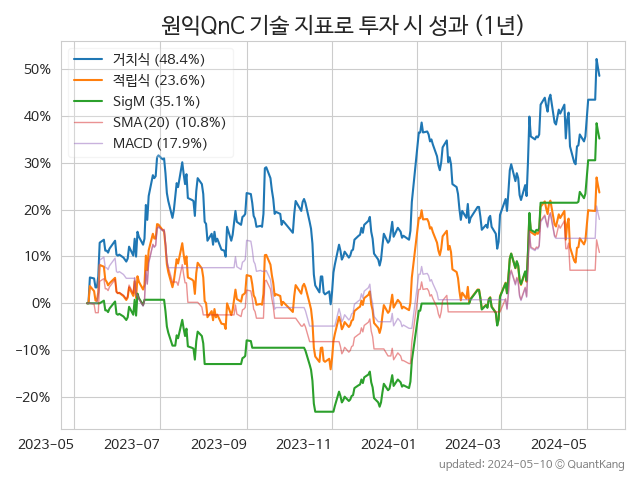 원익QnC 기술 지표로 투자 시 성과 (1년)
거치식 (48.4%)
적립식 (23.6%)
SigM (35.1%)
SMA(20) (10.8%)
MACD (17.9%)
50%
40%
30%
20%
10%
0%
−10%
−20%
2023-05 2023-07 2023-09 2023-11 2024-01 2024-03 2024-05
updated: 2024-05-10 © QuantKang